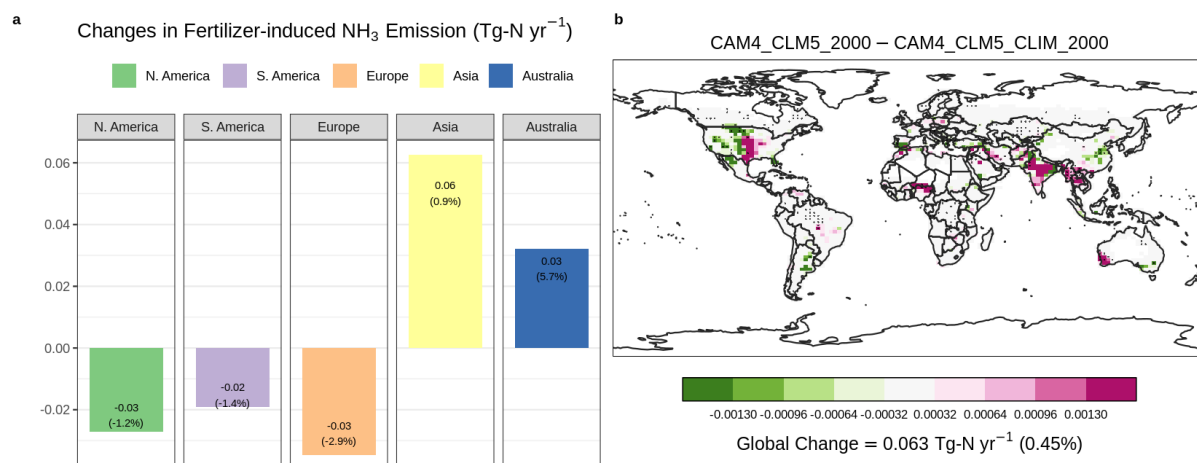 a
Changes in Fertilizer-induced NH₃ Emission (Tg-N yr⁻¹)
N. America S. America Europe Asia Australia
N. America S. America Europe Asia Australia
0.06
0.04
0.02
0.00
-0.02
-0.03
(-1.2%)
-0.02
(-1.4%)
-0.03
(-2.9%)
0.06
(0.9%)
0.03
(5.7%)
b
CAM4_CLM5_2000 − CAM4_CLM5_CLIM_2000
-0.00130 -0.00096 -0.00064 -0.00032 0.00032 0.00064 0.00096 0.00130
Global Change = 0.063 Tg-N yr⁻¹ (0.45%)